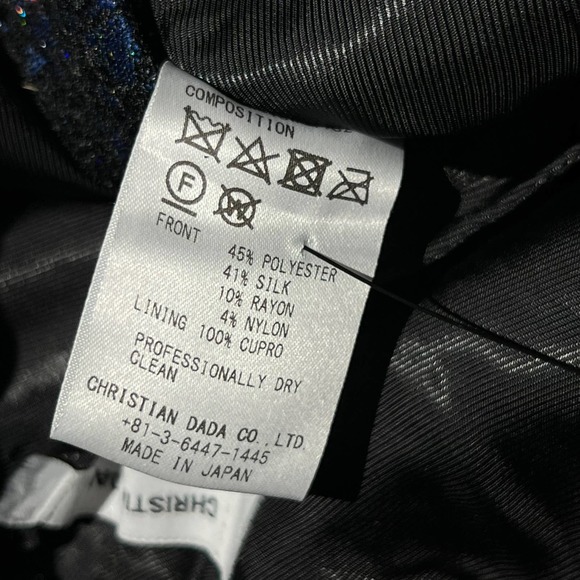 COMPOSITION
F
W
FRONT 45% POLYESTER
41% SILK
10% RAYON
4% NYLON
LINING 100% CUPRO
PROFESSIONALLY DRY
CLEAN
CHRISTIAN DADA CO.,LTD.
+81-3-6447-1445
MADE IN JAPAN
CHRISTI